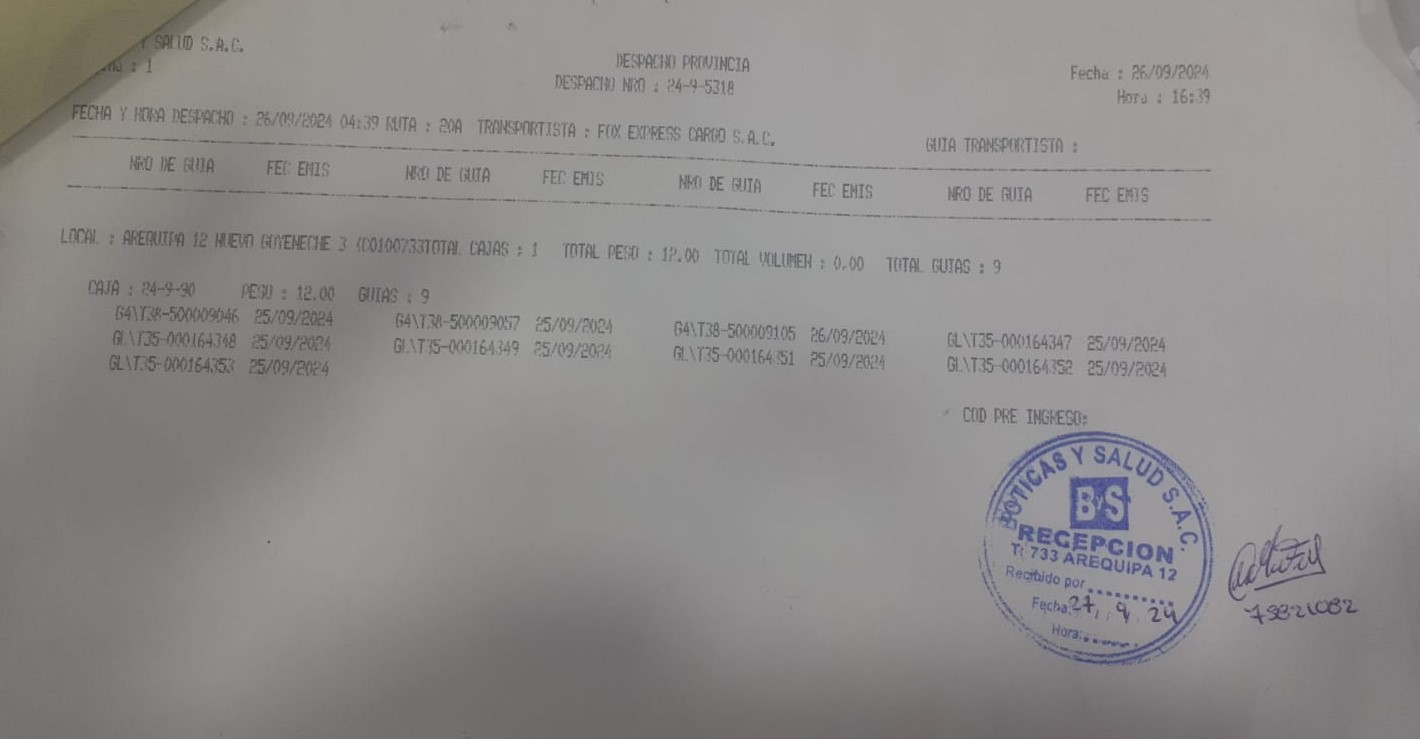 Y SALUD S.A.C.
: 1
DESPACHO PROVINCIA
DESPACHO NRO : 24-9-5318
Fecha : 26/09/2024
Hora : 16:39
FECHA Y HORA DESPACHO : 26/09/2024 04:39 RUTA : 20A TRANSPORTISTA : FOX EXPRESS CARGO S.A.C. GUIA TRANSPORTISTA :
NRO DE GUIA FEC EMIS NRO DE GUIA FEC EMIS NRO DE GUIA FEC EMIS NRO DE GUIA FEC EMIS
LOCAL : AREQUIPA 12 NUEVO GOYENECHE 3 (C0100733TOTAL CAJAS : 1 TOTAL PESO : 12.00 TOTAL VOLUMEN : 0.00 TOTAL GUIAS : 9
CAJA : 24-9-90 PESO : 12.00 GUIAS : 9
G4\T38-500009046 25/09/2024 G4\T38-500009057 25/09/2024 G4\T38-500009105 26/09/2024 GL\T35-000164347 25/09/2024
GL\T35-000164348 25/09/2024 GL\T35-000164349 25/09/2024 GL\T35-000164351 25/09/2024 GL\T35-000164352 25/09/2024
GL\T35-000164353 25/09/2024
COD PRE INGRESO:
BOTICAS Y SALUD S.A.C.
ByS
RECEPCION
T: 733 AREQUIPA 12
Recibido por
Fecha: 27, 9, 24
Hora: